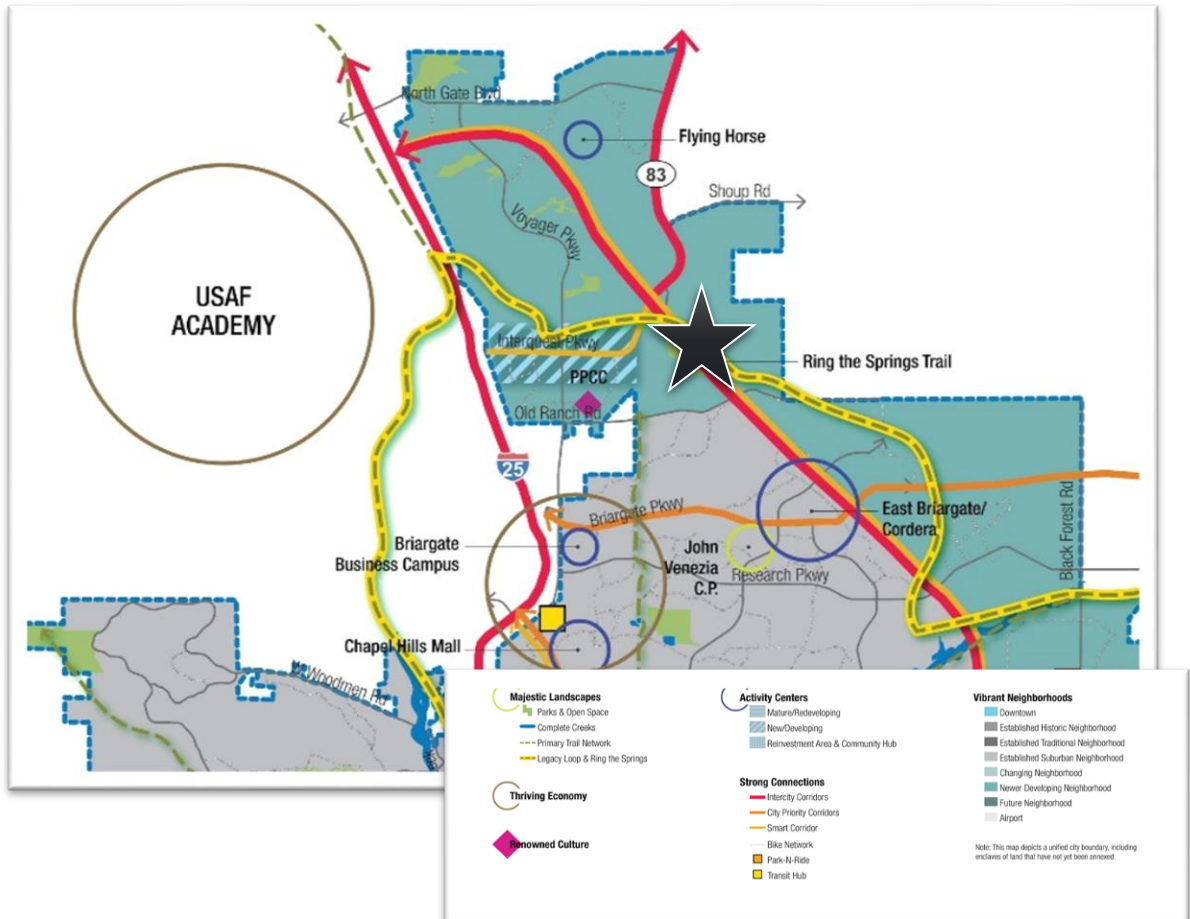 North Gate Blvd
Flying Horse
83
Shoup Rd
Voyager Pkwy
USAF
ACADEMY
Interquest Pkwy
Ring the Springs Trail
PPCC
Old Ranch Rd
25
Briargate Pkwy
East Briargate/
Cordera
Black Forest Rd
Briargate
Business Campus
John
Venezia
C.P.
Research Pkwy
Chapel Hills Mall
W Woodmen Rd
Majestic Landscapes
Parks & Open Space
Complete Creeks
Primary Trail Network
Legacy Loop & Ring the Springs
Thriving Economy
Renowned Culture
Activity Centers
Mature/Redeveloping
New/Developing
Reinvestment Area & Community Hub
Strong Connections
Intercity Corridors
City Priority Corridors
Smart Corridor
Bike Network
Park-N-Ride
Transit Hub
Vibrant Neighborhoods
Downtown
Established Historic Neighborhood
Established Traditional Neighborhood
Established Suburban Neighborhood
Changing Neighborhood
Newer Developing Neighborhood
Future Neighborhood
Airport
Note: This map depicts a unified city boundary, including
enclaves of land that have not yet been annexed.